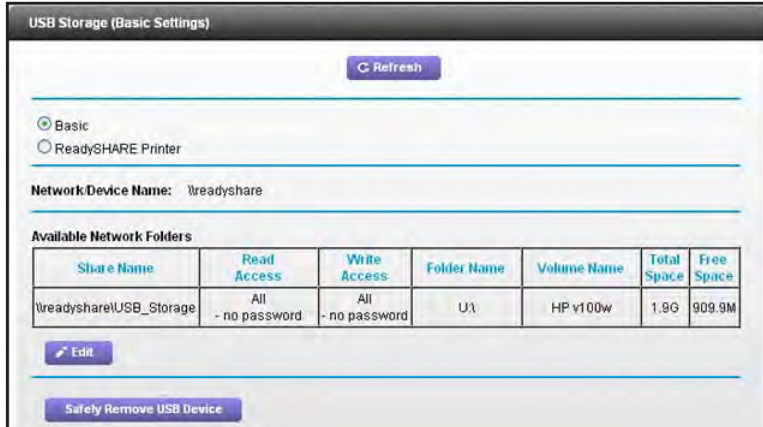 USB Storage (Basic Settings)
Refresh
Basic
ReadySHARE Printer
Network/Device Name: \\readyshare
Available Network Folders
Share Name Read Access Write Access Folder Name Volume Name Total Space Free Space
\\readyshare\USB_Storage All - no password All - no password U:\ HP v100w 1.9G 909.9M
Edit
Safely Remove USB Device